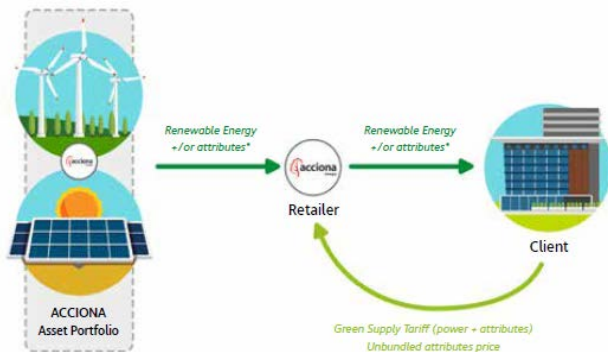 acciona
ACCIONA
Asset Portfolio
Renewable Energy
+/or attributes*
acciona
Retailer
Renewable Energy
+/or attributes*
Client
Green Supply Tariff (power + attributes)
Unbundled attributes price